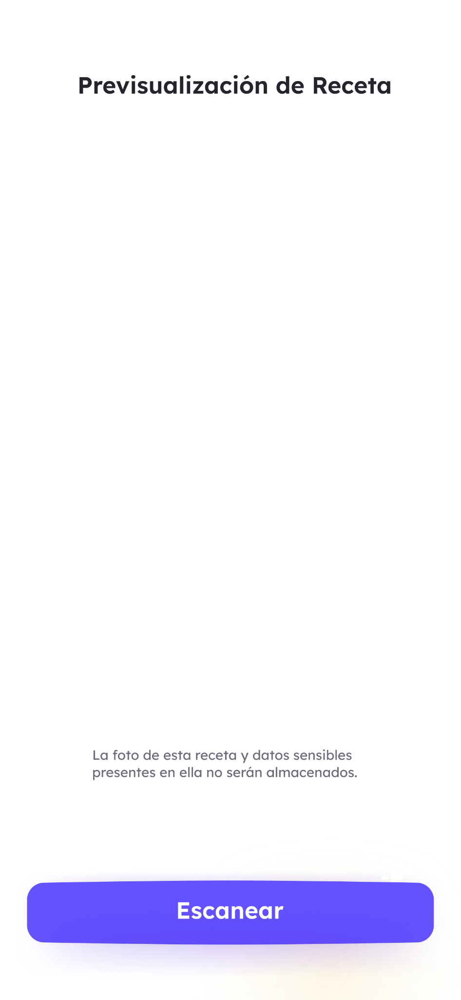 Previsualización de Receta
La foto de esta receta y datos sensibles
presentes en ella no serán almacenados.
Escanear